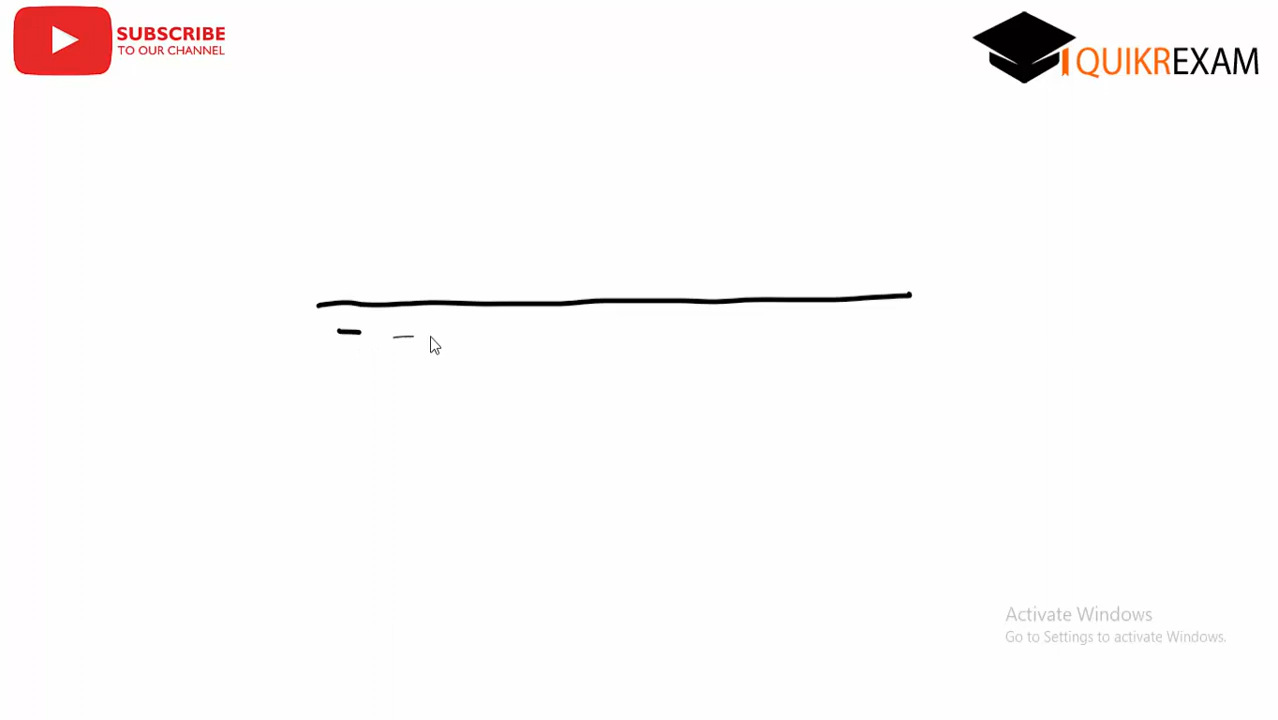 SUBSCRIBE
TO OUR CHANNEL
QUIKREXAM
Activate Windows
Go to Settings to activate Windows.